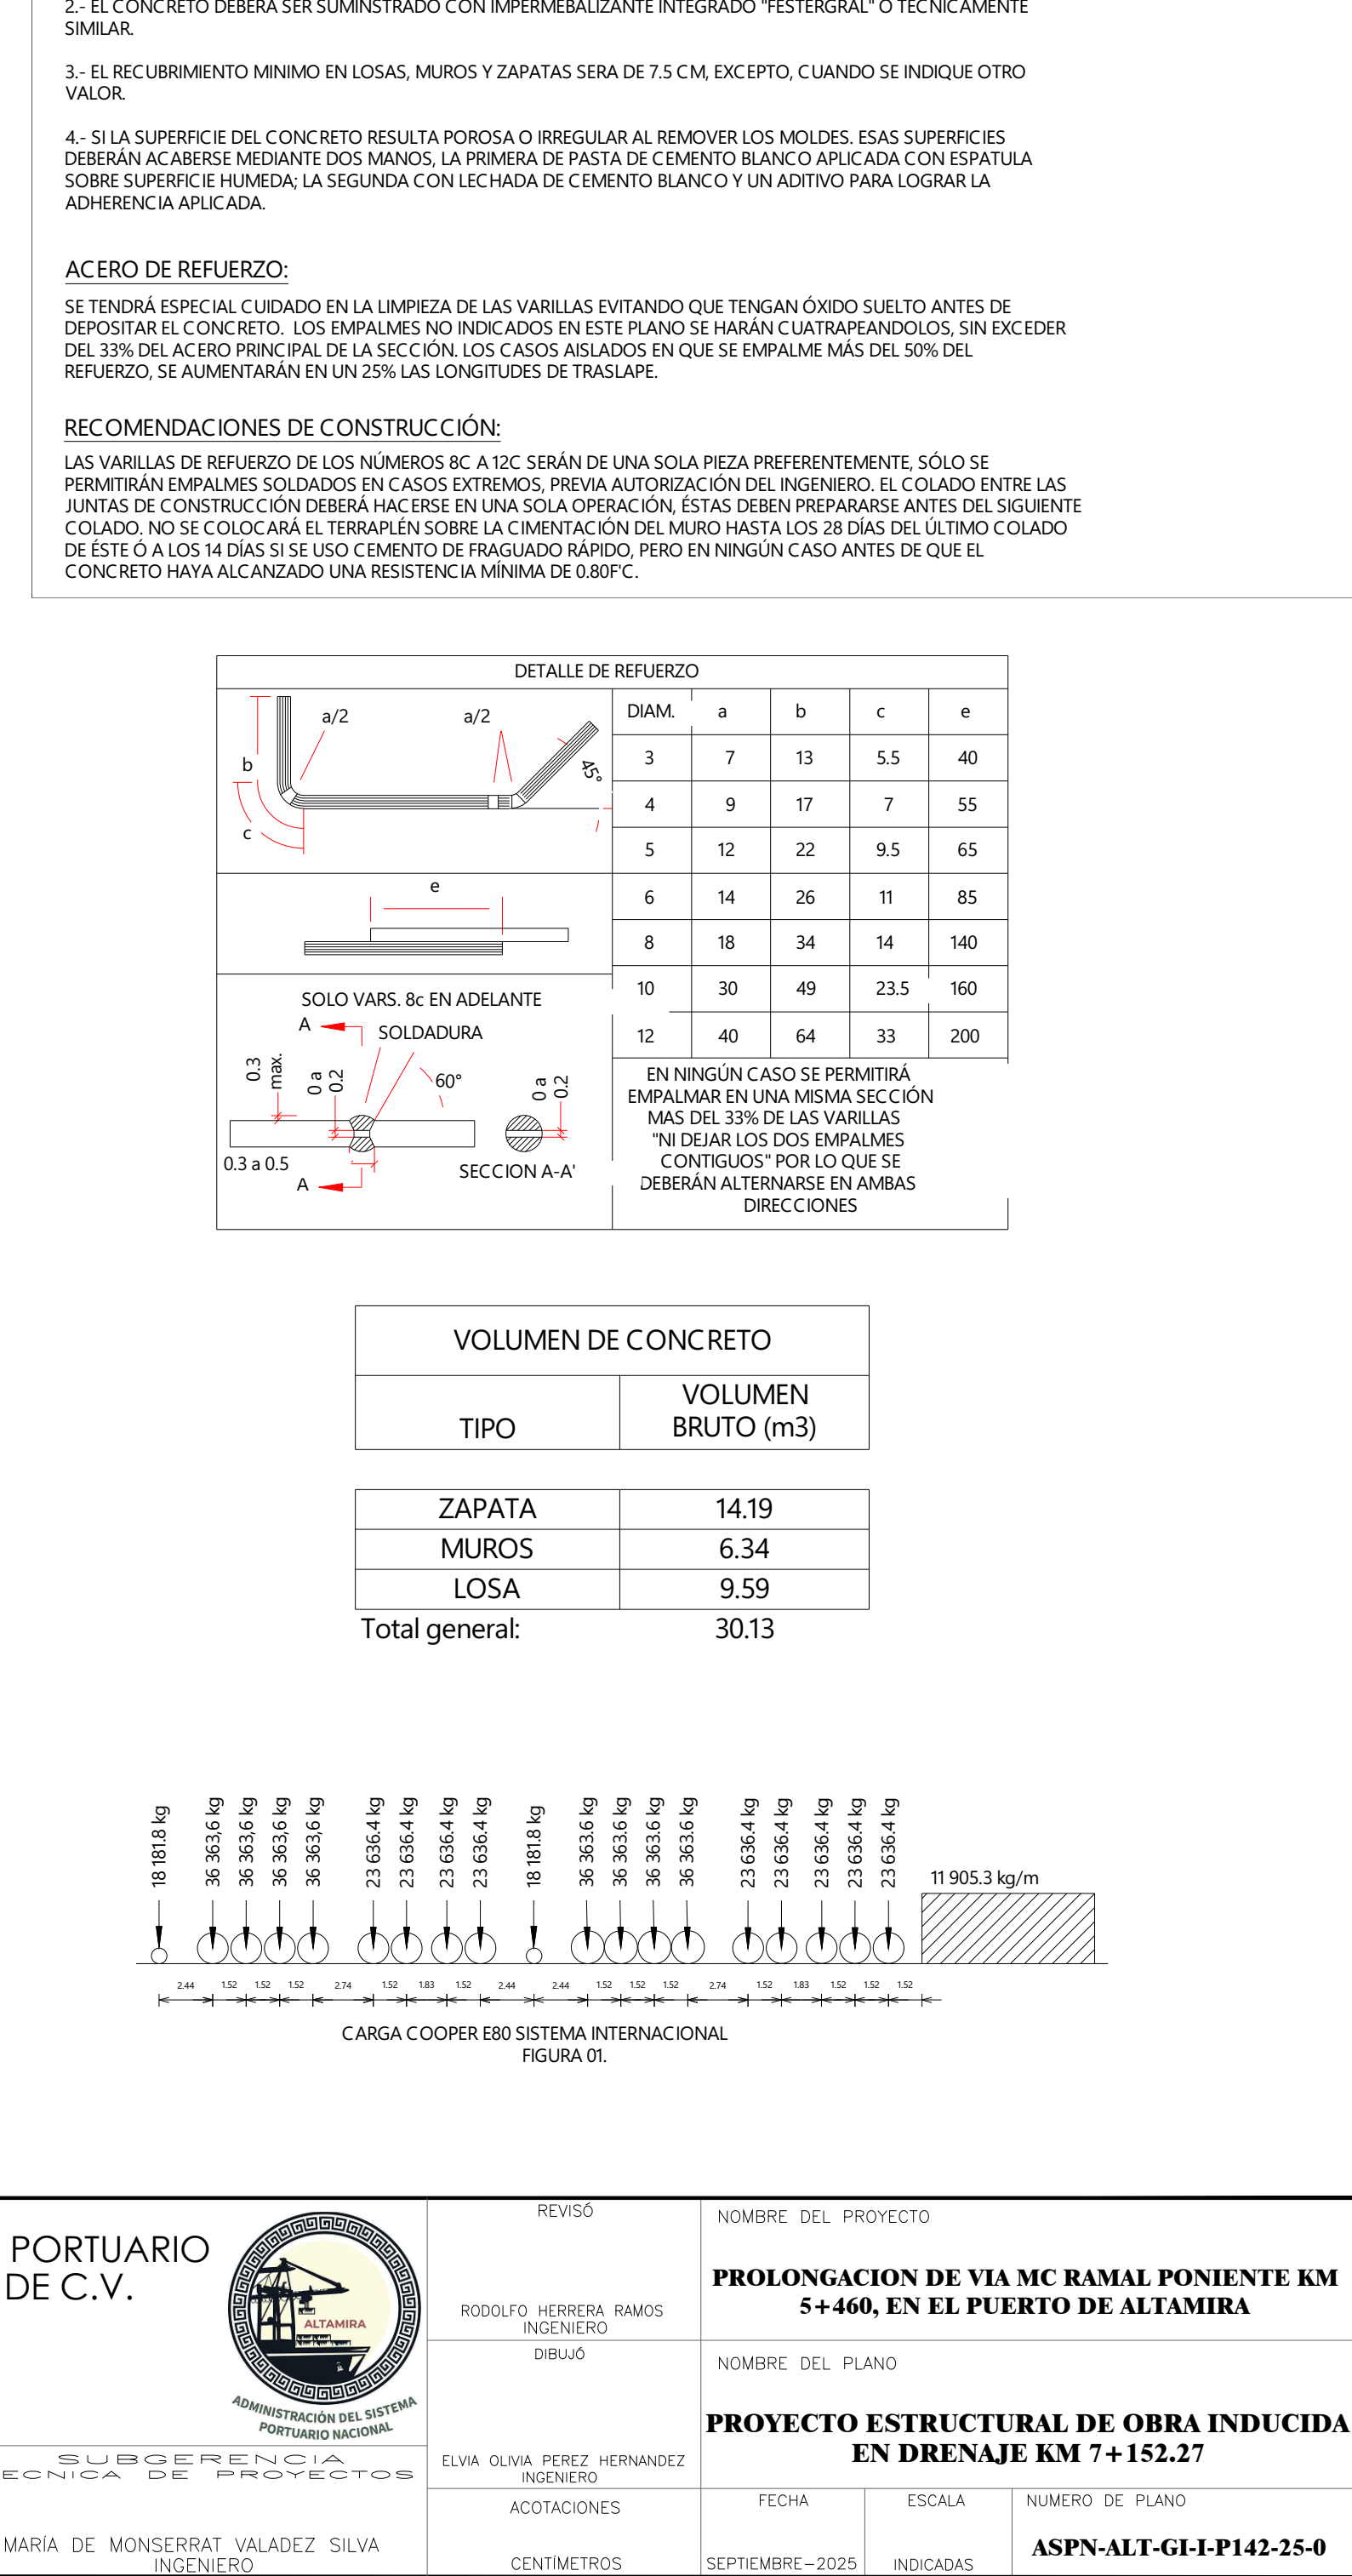 2.- EL CONCRETO DEBERÁ SER SUMINSTRADO CON IMPERMEBALIZANTE INTEGRADO "FESTERGRAL" O TECNICAMENTE
SIMILAR.
3.- EL RECUBRIMIENTO MINIMO EN LOSAS, MUROS Y ZAPATAS SERA DE 7.5 CM, EXCEPTO, CUANDO SE INDIQUE OTRO
VALOR.
4.- SI LA SUPERFICIE DEL CONCRETO RESULTA POROSA O IRREGULAR AL REMOVER LOS MOLDES. ESAS SUPERFICIES
DEBERÁN ACABERSE MEDIANTE DOS MANOS, LA PRIMERA DE PASTA DE CEMENTO BLANCO APLICADA CON ESPATULA
SOBRE SUPERFICIE HUMEDA; LA SEGUNDA CON LECHADA DE CEMENTO BLANCO Y UN ADITIVO PARA LOGRAR LA
ADHERENCIA APLICADA.
ACERO DE REFUERZO:
SE TENDRÁ ESPECIAL CUIDADO EN LA LIMPIEZA DE LAS VARILLAS EVITANDO QUE TENGAN ÓXIDO SUELTO ANTES DE
DEPOSITAR EL CONCRETO. LOS EMPALMES NO INDICADOS EN ESTE PLANO SE HARÁN CUATRAPEANDOLOS, SIN EXCEDER
DEL 33% DEL ACERO PRINCIPAL DE LA SECCIÓN. LOS CASOS AISLADOS EN QUE SE EMPALME MÁS DEL 50% DEL
REFUERZO, SE AUMENTARÁN EN UN 25% LAS LONGITUDES DE TRASLAPE.
RECOMENDACIONES DE CONSTRUCCIÓN:
LAS VARILLAS DE REFUERZO DE LOS NÚMEROS 8C A 12C SERÁN DE UNA SOLA PIEZA PREFERENTEMENTE, SÓLO SE
PERMITIRÁN EMPALMES SOLDADOS EN CASOS EXTREMOS, PREVIA AUTORIZACIÓN DEL INGENIERO. EL COLADO ENTRE LAS
JUNTAS DE CONSTRUCCIÓN DEBERÁ HACERSE EN UNA SOLA OPERACIÓN, ÉSTAS DEBEN PREPARARSE ANTES DEL SIGUIENTE
COLADO. NO SE COLOCARÁ EL TERRAPLÉN SOBRE LA CIMENTACIÓN DEL MURO HASTA LOS 28 DÍAS DEL ÚLTIMO COLADO
DE ÉSTE Ó A LOS 14 DÍAS SI SE USO CEMENTO DE FRAGUADO RÁPIDO, PERO EN NINGÚN CASO ANTES DE QUE EL
CONCRETO HAYA ALCANZADO UNA RESISTENCIA MÍNIMA DE 0.80F'C.
DETALLE DE REFUERZO
a/2 a/2
b
c
45°
DIAM. a b c e
3 7 13 5.5 40
4 9 17 7 55
5 12 22 9.5 65
6 14 26 11 85
8 18 34 14 140
10 30 49 23.5 160
12 40 64 33 200
e
SOLO VARS. 8c EN ADELANTE
A
SOLDADURA
0.3
max.
0 a
0.2
60°
0 a
0.2
0.3 a 0.5
SECCION A-A'
A
EN NINGÚN CASO SE PERMITIRÁ
EMPALMAR EN UNA MISMA SECCIÓN
MAS DEL 33% DE LAS VARILLAS
"NI DEJAR LOS DOS EMPALMES
CONTIGUOS" POR LO QUE SE
DEBERÁN ALTERNARSE EN AMBAS
DIRECCIONES
VOLUMEN DE CONCRETO
TIPO
VOLUMEN
BRUTO (m3)
ZAPATA 14.19
MUROS 6.34
LOSA 9.59
Total general: 30.13
18 181.8 kg
36 363,6 kg
36 363,6 kg
36 363,6 kg
36 363,6 kg
23 636.4 kg
23 636.4 kg
23 636.4 kg
23 636.4 kg
18 181.8 kg
36 363.6 kg
36 363.6 kg
36 363.6 kg
36 363.6 kg
23 636.4 kg
23 636.4 kg
23 636.4 kg
23 636.4 kg
23 636.4 kg
11 905.3 kg/m
2.44 1.52 1.52 1.52 2.74 1.52 1.83 1.52 2.44 2.44 1.52 1.52 1.52 2.74 1.52 1.83 1.52 1.52 1.52
CARGA COOPER E80 SISTEMA INTERNACIONAL
FIGURA 01.
PORTUARIO
DE C.V.
ALTAMIRA
ADMINISTRACIÓN DEL SISTEMA
PORTUARIO NACIONAL
SUBGERENCIA
ECNICA DE PROYECTOS
MARÍA DE MONSERRAT VALADEZ SILVA
INGENIERO
REVISÓ
RODOLFO HERRERA RAMOS
INGENIERO
DIBUJÓ
ELVIA OLIVIA PEREZ HERNANDEZ
INGENIERO
ACOTACIONES
CENTÍMETROS
NOMBRE DEL PROYECTO
PROLONGACION DE VIA MC RAMAL PONIENTE KM
5+460, EN EL PUERTO DE ALTAMIRA
NOMBRE DEL PLANO
PROYECTO ESTRUCTURAL DE OBRA INDUCIDA
EN DRENAJE KM 7+152.27
FECHA
SEPTIEMBRE-2025
ESCALA
INDICADAS
NUMERO DE PLANO
ASPN-ALT-GI-I-P142-25-0